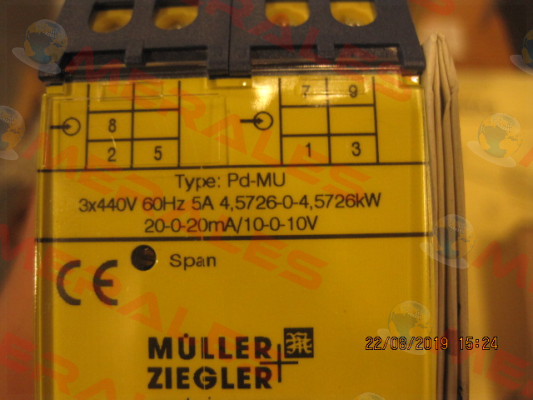 7 9
8
2 5 1 3
Type: Pd-MU
3x440V 60Hz 5A 4,5726-0-4,5726kW
20-0-20mA/10-0-10V
CE Span
MÜLLER
ZIEGLER
22/08/2019 15:24
MERALES